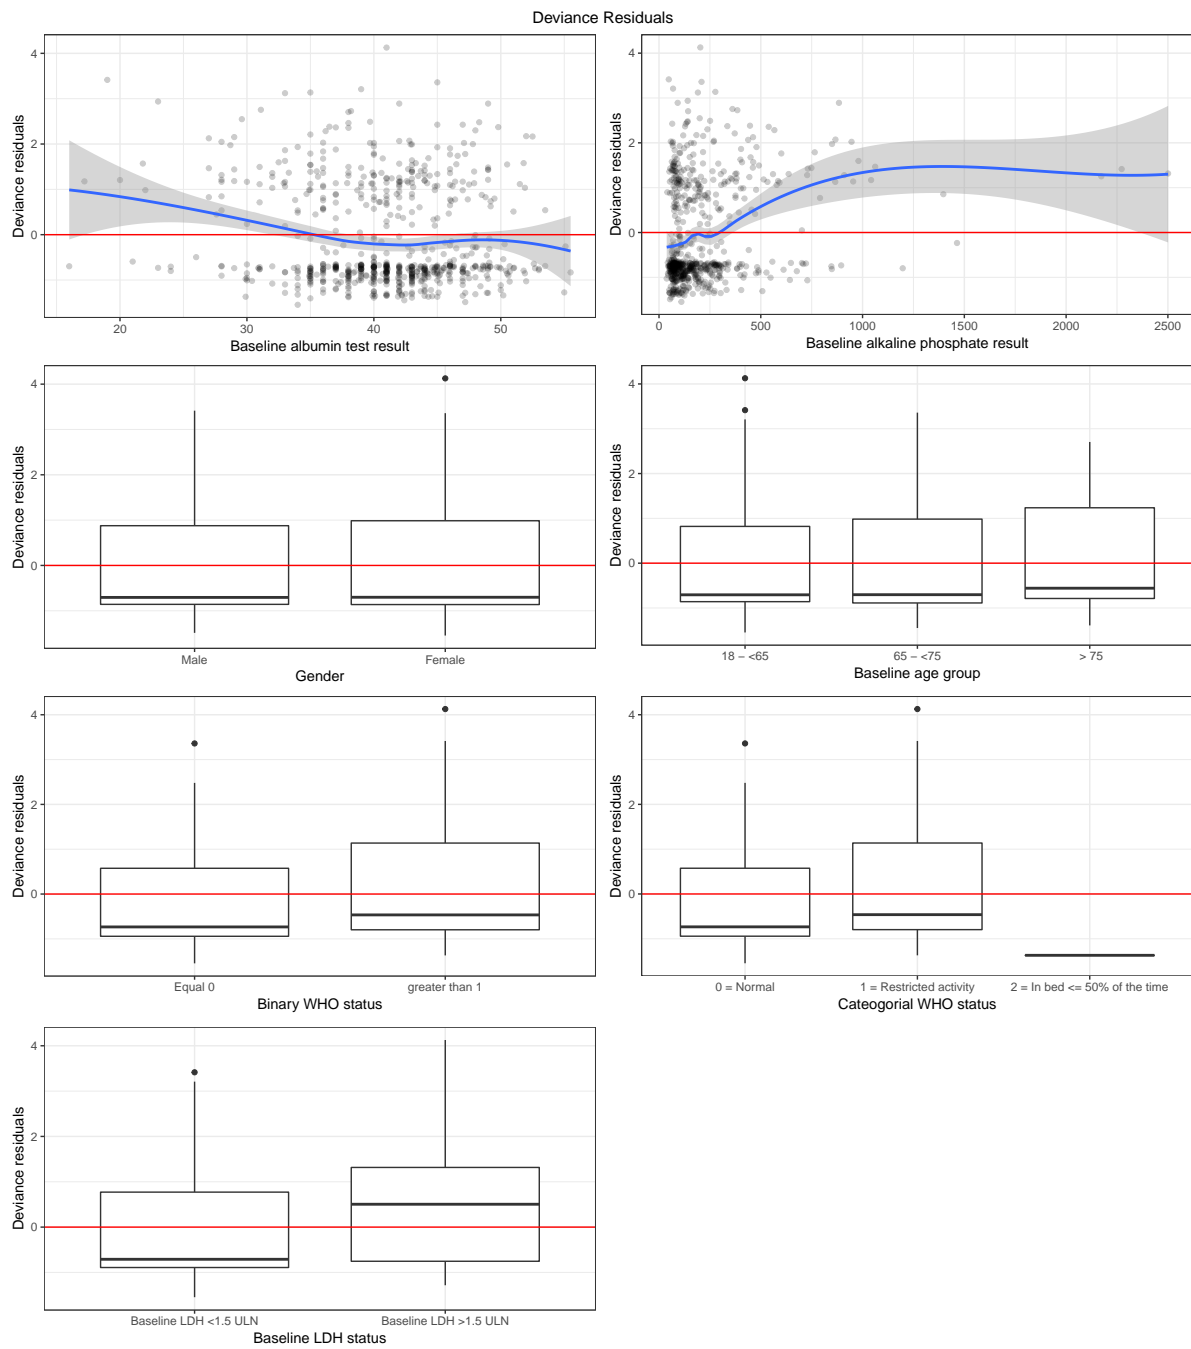 Deviance Residuals
Deviance residuals
4
2
0
20 30 40 50
Baseline albumin test result
Deviance residuals
4
2
0
0 500 1000 1500 2000 2500
Baseline alkaline phosphate result
Deviance residuals
4
2
0
Male Female
Gender
Deviance residuals
4
2
0
18 − <65 65 − <75 > 75
Baseline age group
Deviance residuals
4
2
0
Equal 0 greater than 1
Binary WHO status
Deviance residuals
4
2
0
0 = Normal 1 = Restricted activity 2 = In bed <= 50% of the time
Cateogorial WHO status
Deviance residuals
4
2
0
Baseline LDH <1.5 ULN Baseline LDH >1.5 ULN
Baseline LDH status